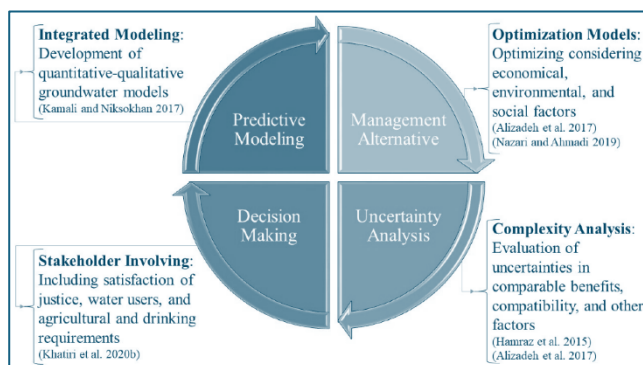 Integrated Modeling:
Development of
quantitative-qualitative
groundwater models
(Kamali and Niksokhan 2017)
Predictive
Modeling
Management
Alternative
Optimization Models:
Optimizing considering
economical,
environmental, and
social factors
(Alizadeh et al. 2017)
(Nazari and Ahmadi 2019)
Stakeholder Involving:
Including satisfaction of
justice, water users, and
agricultural and drinking
requirements
(Khatiri et al. 2020b)
Decision
Making
Uncertainty
Analysis
Complexity Analysis:
Evaluation of
uncertainties in
comparable benefits,
compatibility, and other
factors
(Hamraz et al. 2015)
(Alizadeh et al. 2017)